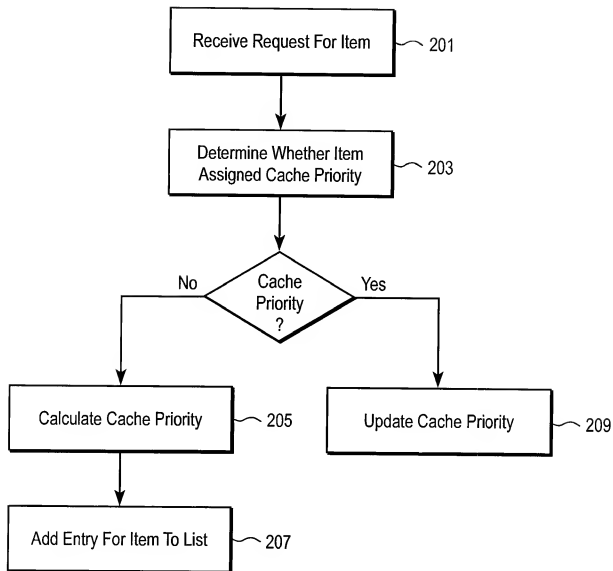 Receive Request For Item
201
Determine Whether Item
Assigned Cache Priority
203
Cache
Priority
?
No
Yes
Calculate Cache Priority
205
Update Cache Priority
209
Add Entry For Item To List
207